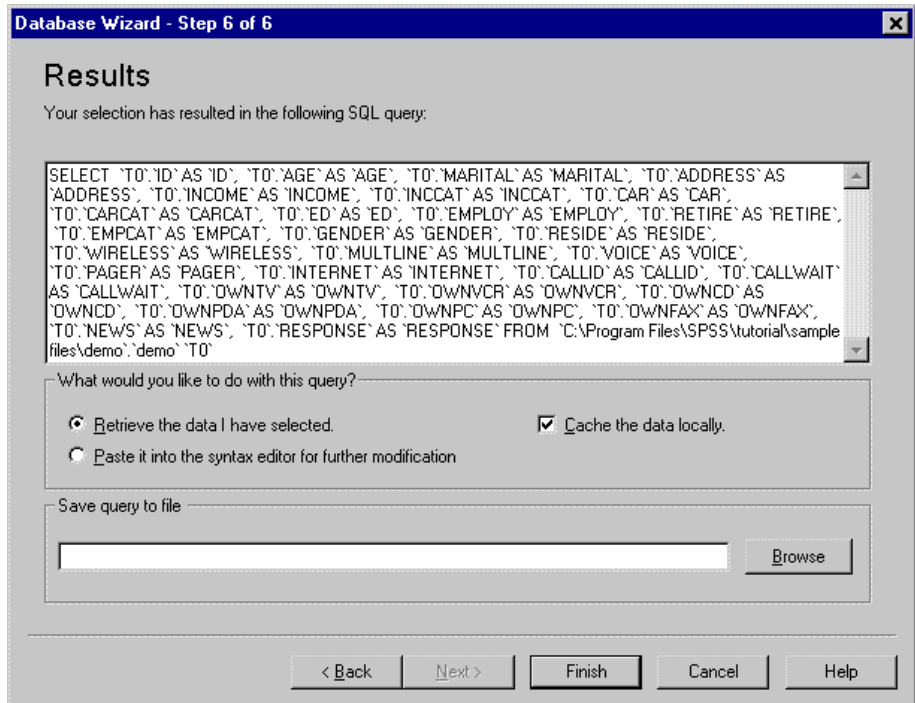 Database Wizard - Step 6 of 6
Results
Your selection has resulted in the following SQL query:
SELECT `T0`.`ID` AS `ID`, `T0`.`AGE` AS `AGE`, `T0`.`MARITAL` AS `MARITAL`, `T0`.`ADDRESS` AS
`ADDRESS`, `T0`.`INCOME` AS `INCOME`, `T0`.`INCCAT` AS `INCCAT`, `T0`.`CAR` AS `CAR`,
`T0`.`CARCAT` AS `CARCAT`, `T0`.`ED` AS `ED`, `T0`.`EMPLOY` AS `EMPLOY`, `T0`.`RETIRE` AS `RETIRE`,
`T0`.`EMPCAT` AS `EMPCAT`, `T0`.`GENDER` AS `GENDER`, `T0`.`RESIDE` AS `RESIDE`,
`T0`.`WIRELESS` AS `WIRELESS`, `T0`.`MULTLINE` AS `MULTLINE`, `T0`.`VOICE` AS `VOICE`,
`T0`.`PAGER` AS `PAGER`, `T0`.`INTERNET` AS `INTERNET`, `T0`.`CALLID` AS `CALLID`, `T0`.`CALLWAIT`
AS `CALLWAIT`, `T0`.`OWNTV` AS `OWNTV`, `T0`.`OWNVCR` AS `OWNVCR`, `T0`.`OWNCD` AS
`OWNCD`, `T0`.`OWNPDA` AS `OWNPDA`, `T0`.`OWNPC` AS `OWNPC`, `T0`.`OWNFAX` AS `OWNFAX`,
`T0`.`NEWS` AS `NEWS`, `T0`.`RESPONSE` AS `RESPONSE` FROM `C:\Program Files\SPSS\tutorial\sample
files\demo`.`demo` `T0`
What would you like to do with this query?
Retrieve the data I have selected. Cache the data locally.
Paste it into the syntax editor for further modification
Save query to file
Browse
< Back Next > Finish Cancel Help